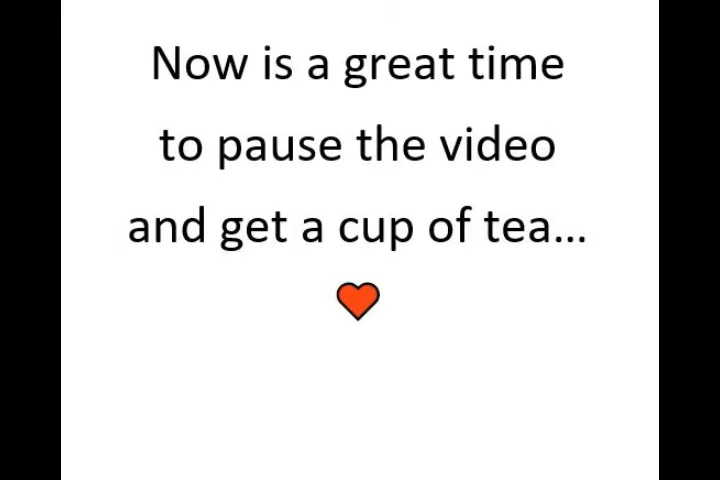 Now is a great time
to pause the video
and get a cup of tea...